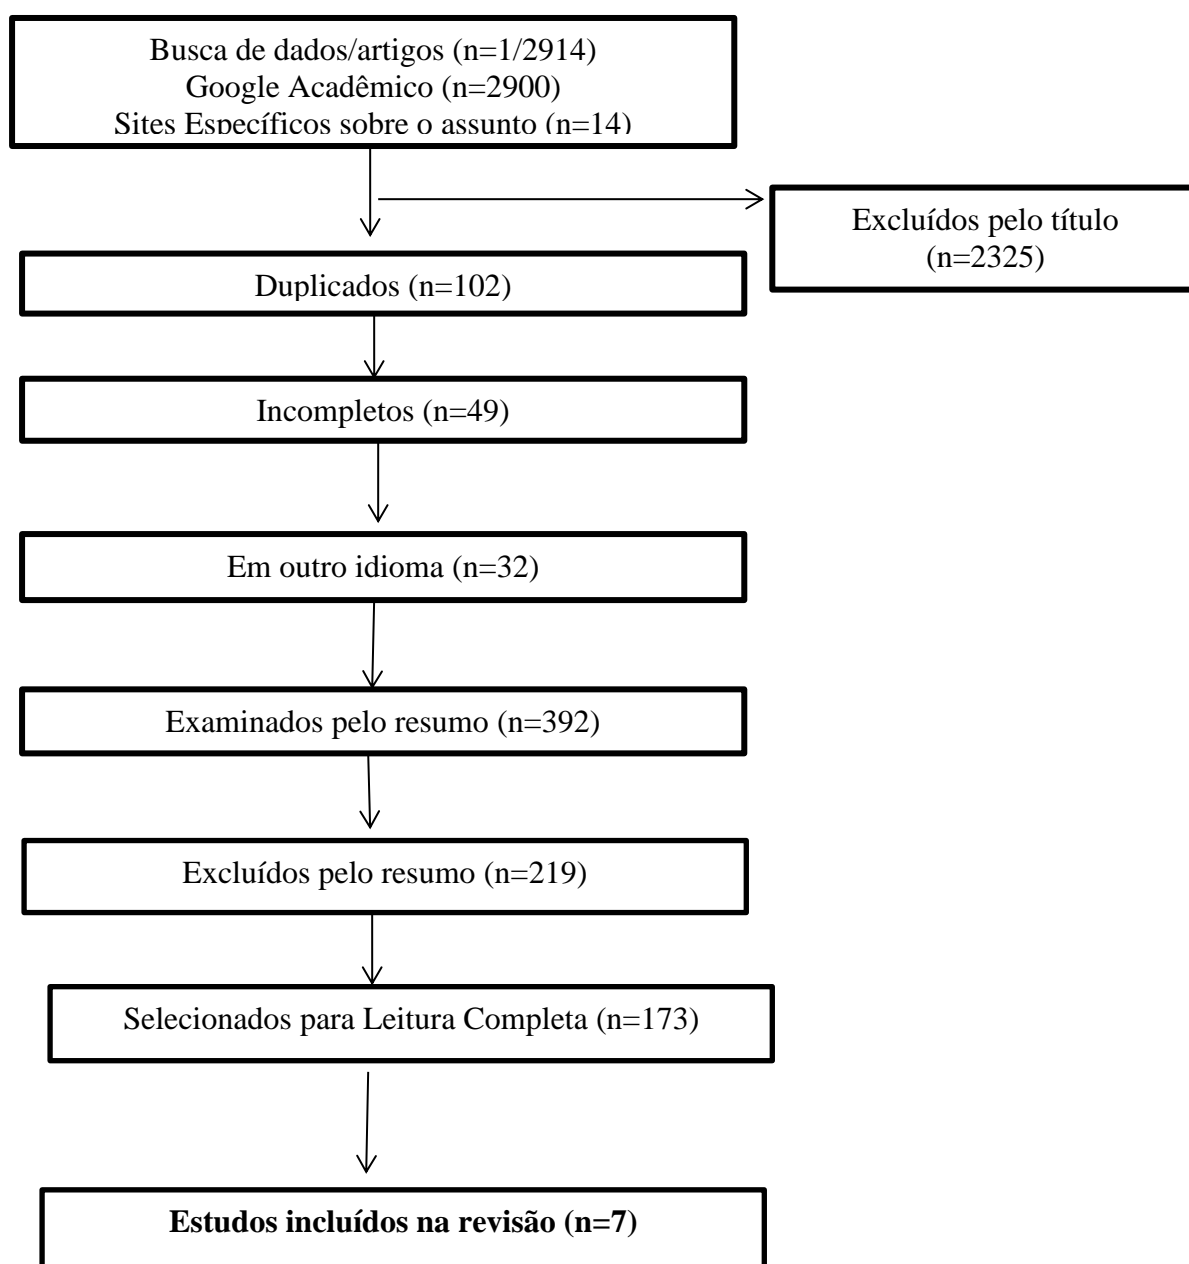 Busca de dados/artigos (n=1/2914)
Google Acadêmico (n=2900)
Sites Específicos sobre o assunto (n=14)
Excluídos pelo título
(n=2325)
Duplicados (n=102)
Incompletos (n=49)
Em outro idioma (n=32)
Examinados pelo resumo (n=392)
Excluídos pelo resumo (n=219)
Selecionados para Leitura Completa (n=173)
Estudos incluídos na revisão (n=7)